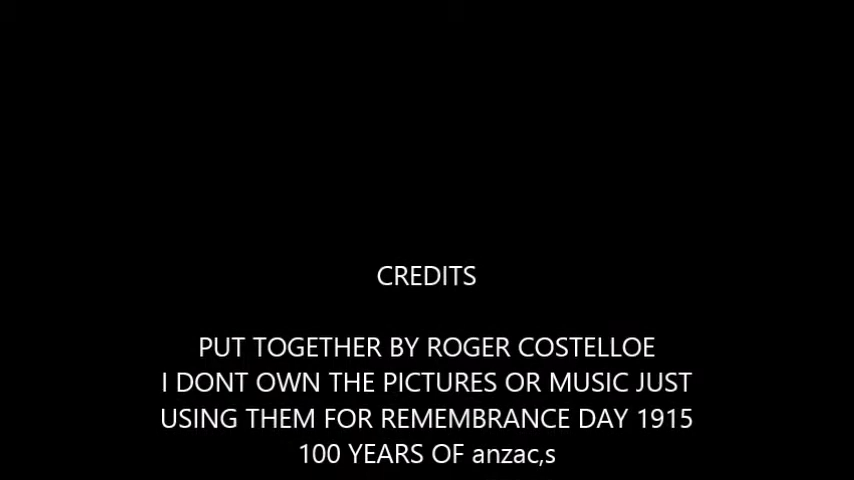 CREDITS
PUT TOGETHER BY ROGER COSTELLOE
I DONT OWN THE PICTURES OR MUSIC JUST
USING THEM FOR REMEMBRANCE DAY 1915
100 YEARS OF anzac,s